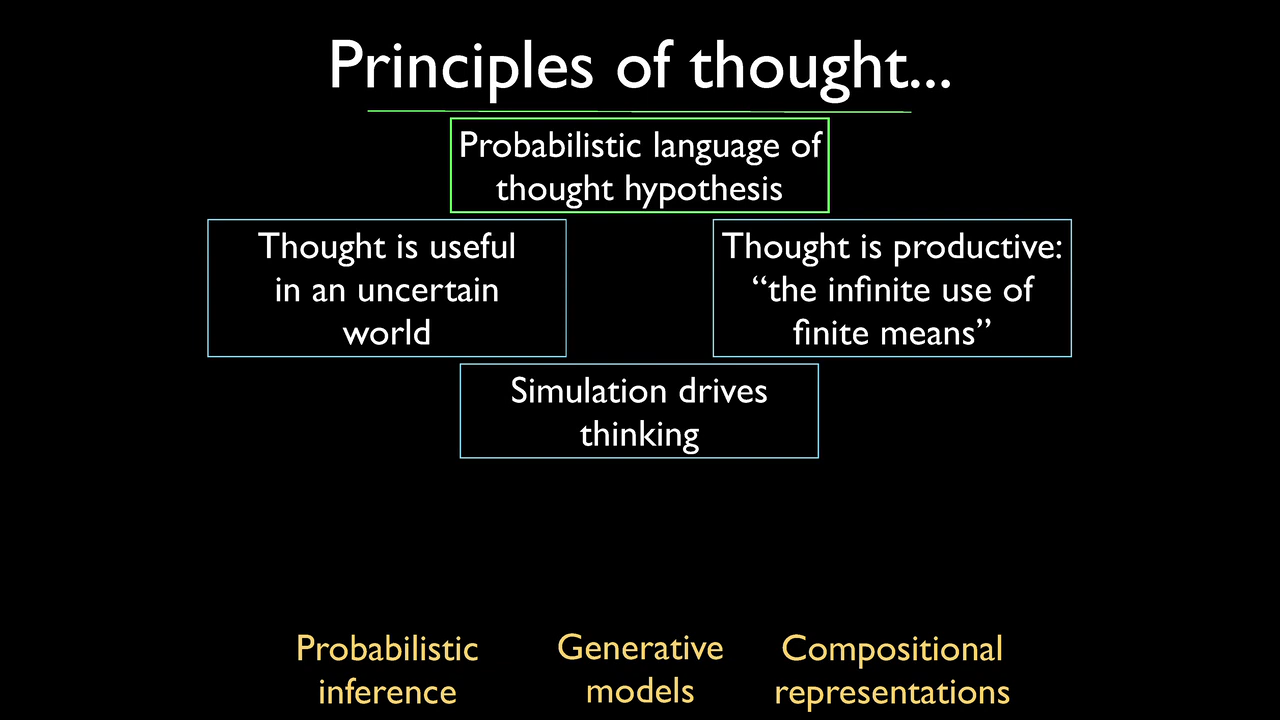 Principles of thought...
Probabilistic language of
thought hypothesis
Thought is useful
in an uncertain
world
Thought is productive:
“the infinite use of
finite means”
Simulation drives
thinking
Probabilistic
inference
Generative
models
Compositional
representations